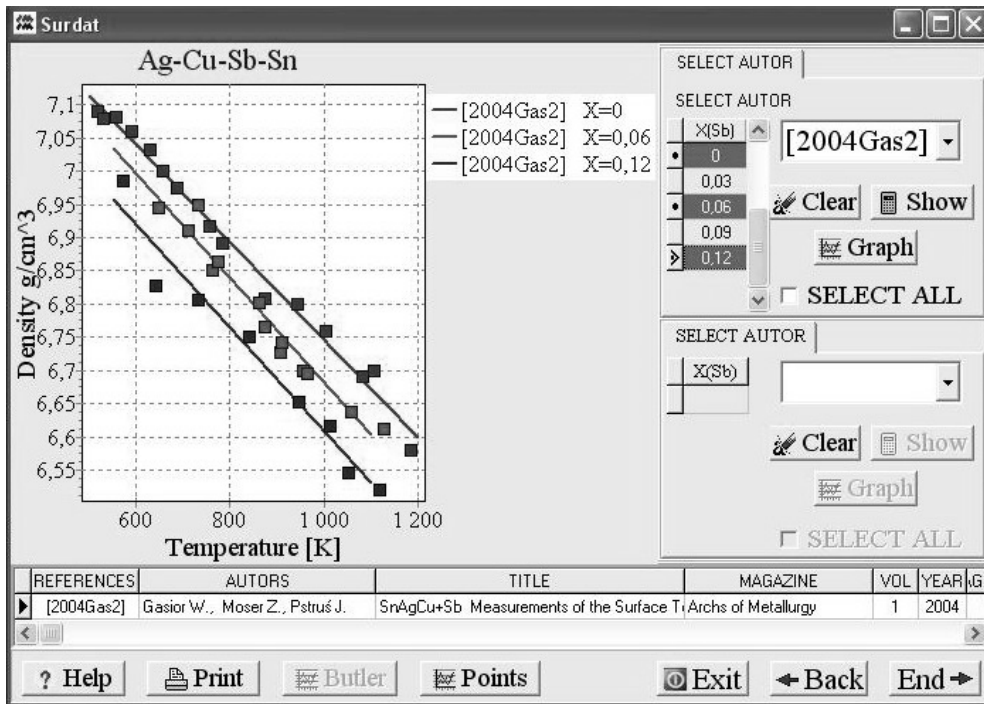 Surdat
Ag-Cu-Sb-Sn
7,1
7,05
7
6,95
6,9
6,85
6,8
6,75
6,7
6,65
6,6
6,55
Density g/cm^3
600 800 1 000 1 200
Temperature [K]
[2004Gas2] X=0
[2004Gas2] X=0,06
[2004Gas2] X=0,12
SELECT AUTOR
SELECT AUTOR
X(Sb)
0
0,03
0,06
0,09
0,12
[2004Gas2]
Clear Show
Graph
SELECT ALL
SELECT AUTOR
X(Sb)
Clear Show
Graph
SELECT ALL
REFERENCES AUTORS TITLE MAGAZINE VOL YEAR
[2004Gas2] Gasior W., Moser Z., Pstruś J. SnAgCu+Sb Measurements of the Surface Archs of Metallurgy 1 2004
? Help Print Butler Points Exit Back End